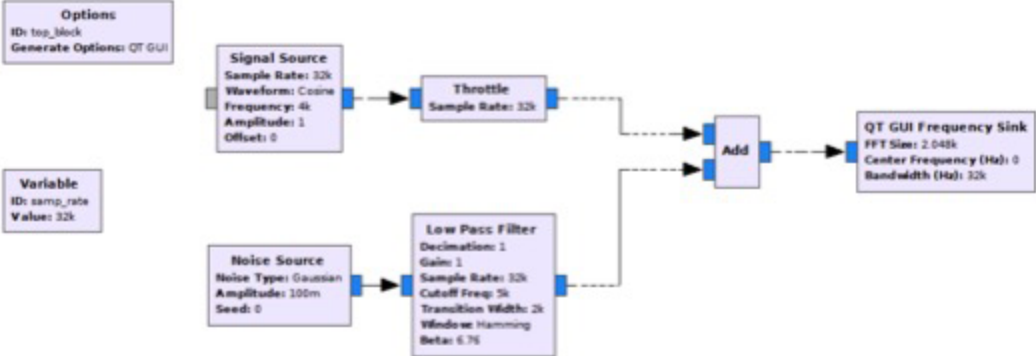 Options
ID: top_block
Generate Options: QT GUI
Signal Source
Sample Rate: 32k
Waveform: Cosine
Frequency: 4k
Amplitude: 1
Offset: 0
Throttle
Sample Rate: 32k
Add
QT GUI Frequency Sink
FFT Size: 2.048k
Center Frequency (Hz): 0
Bandwidth (Hz): 32k
Variable
ID: samp_rate
Value: 32k
Noise Source
Noise Type: Gaussian
Amplitude: 100m
Seed: 0
Low Pass Filter
Decimation: 1
Gain: 1
Sample Rate: 32k
Cutoff Freq: 5k
Transition Width: 2k
Window: Hamming
Beta: 6.76